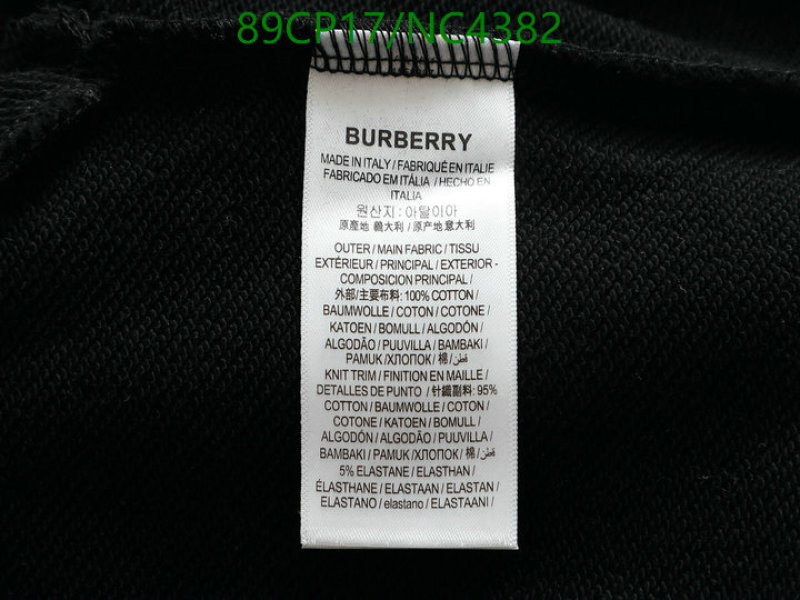 89CP17/NC4382
BURBERRY
MADE IN ITALY / FABRIQUÉ EN ITALIE
FABRICADO EM ITÁLIA / HECHO EN
ITALIA
원산지 : 아탈이아
原產地 義大利 / 原产地意大利
OUTER / MAIN FABRIC / TISSU
EXTÉRIEUR / PRINCIPAL / EXTERIOR -
COMPOSICION PRINCIPAL /
外部/主要布料: 100% COTTON /
BAUMWOLLE / COTON / COTONE /
KATOEN / BOMULL / ALGODÓN /
ALGODÃO / PUUVILLA / BAMBAKI /
PAMUK /ХЛОПОК / 棉 / قطن /
KNIT TRIM / FINITION EN MAILLE /
DETALLES DE PUNTO / 针織副料: 95%
COTTON / BAUMWOLLE / COTON /
COTONE / KATOEN / BOMULL /
ALGODÓN / ALGODÃO / PUUVILLA /
BAMBAKI / PAMUK /ХЛОПОК / 棉 / قطن /
5% ELASTANE / ELASTHAN /
ÉLASTHANE / ELASTAAN / ELASTAN /
ELASTANO / elastano / ELASTAANI /